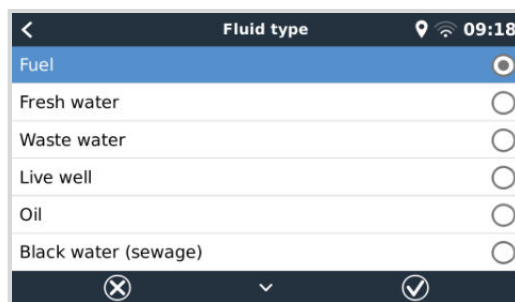 Fluid type 09:18
Fuel
Fresh water
Waste water
Live well
Oil
Black water (sewage)